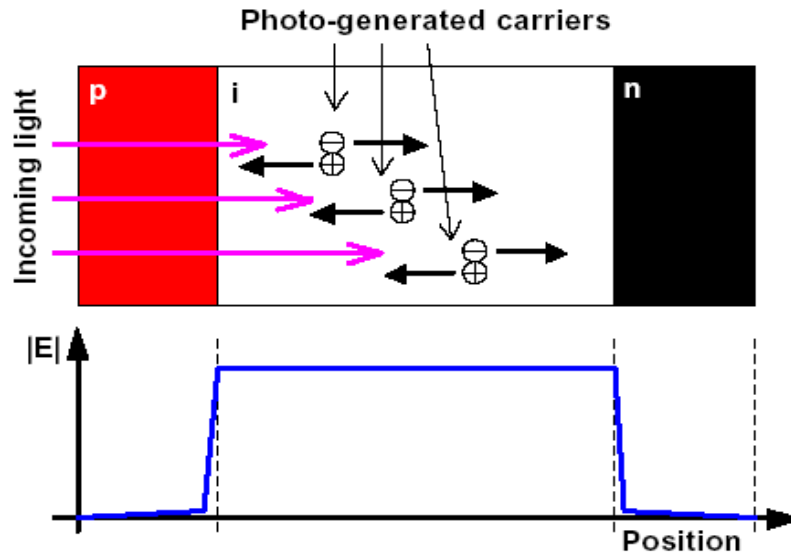 Photo-generated carriers
Incoming light
p
i
n
|E|
Position